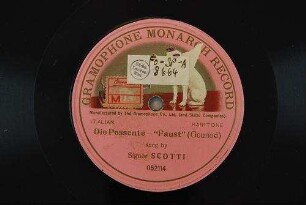 GRAMOPHONE MONARCH RECORD
8664
M
(Manufactured by the Gramophone Co. Ltd. and Sister Companies)
ITALIAN BARITONE
Dio Possente - "Faust" (Gounod)
sung by
Signor SCOTTI
052114